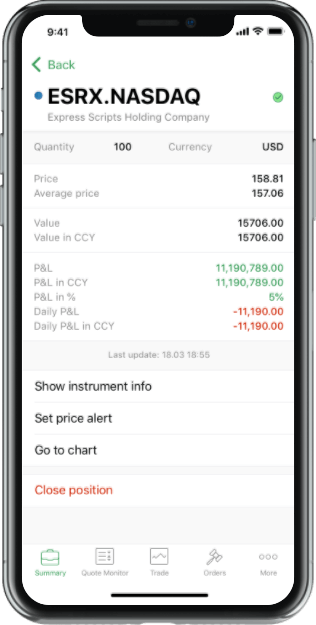 9:41
Back
ESRX.NASDAQ
Express Scripts Holding Company
Quantity 100 Currency USD
Price 158.81
Average price 157.06
Value 15706.00
Value in CCY 15706.00
P&L 11,190,789.00
P&L in CCY 11,190,789.00
P&L in % 5%
Daily P&L -11,190.00
Daily P&L in CCY -11,190.00
Last update: 18.03 18:55
Show instrument info
Set price alert
Go to chart
Close position
Summary Quote Monitor Trade Orders More